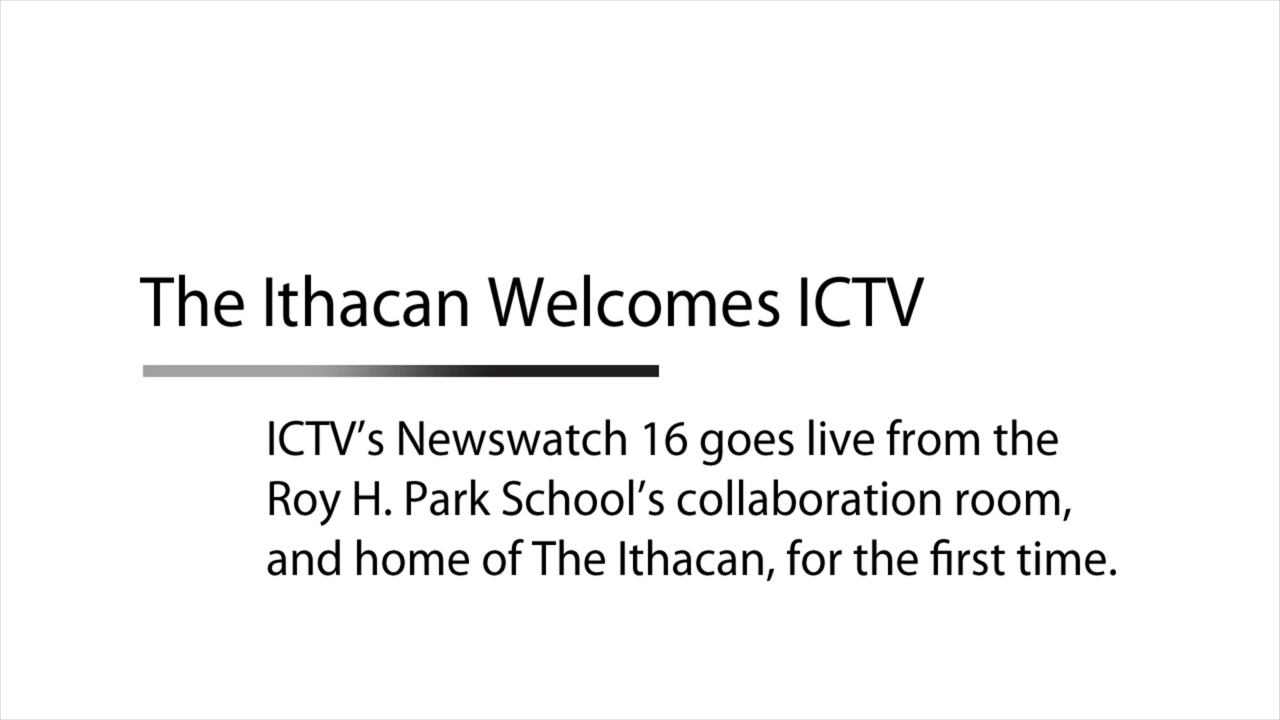 The Ithacan Welcomes ICTV
ICTV’s Newswatch 16 goes live from the
Roy H. Park School’s collaboration room,
and home of The Ithacan, for the first time.